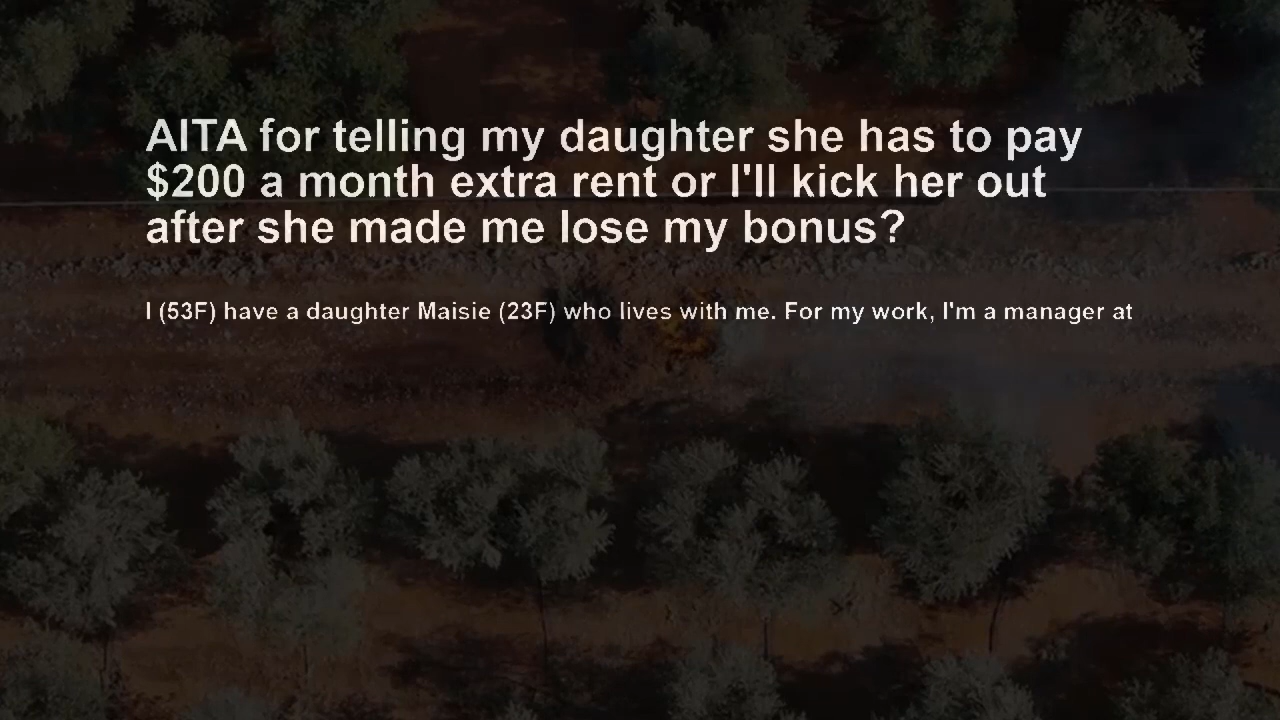 AITA for telling my daughter she has to pay
$200 a month extra rent or I'll kick her out
after she made me lose my bonus?
I (53F) have a daughter Maisie (23F) who lives with me. For my work, I'm a manager at